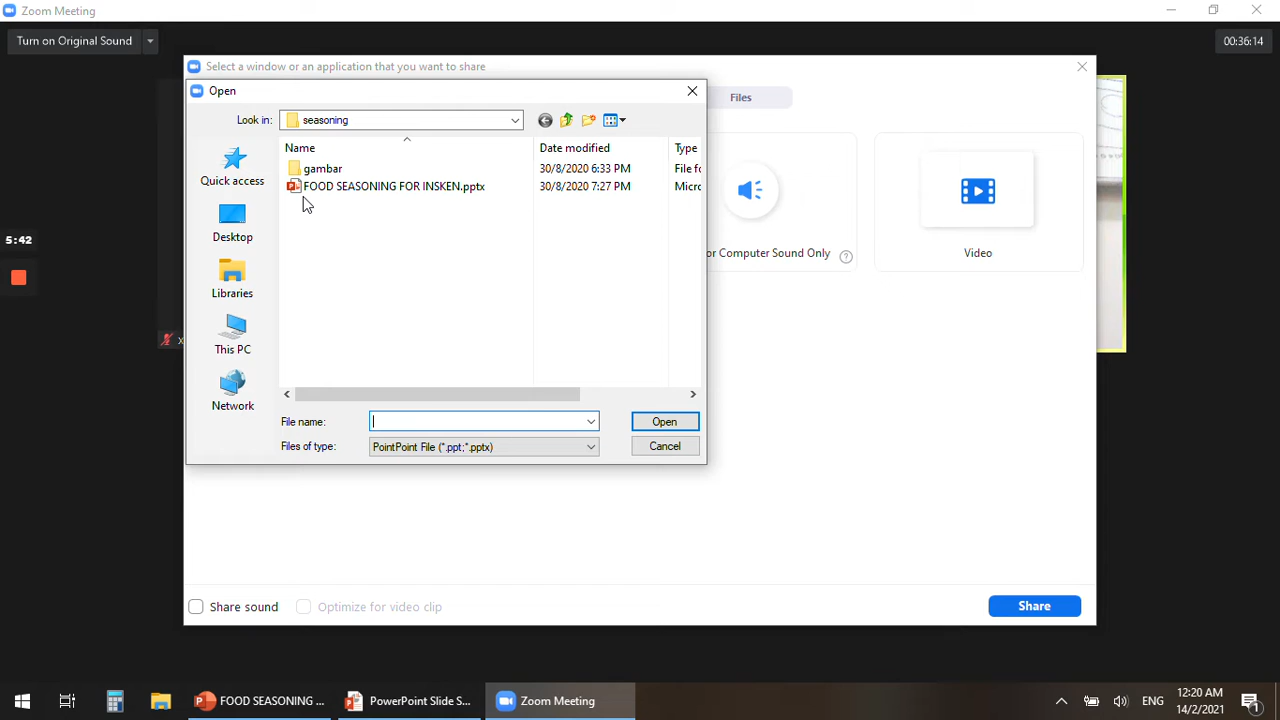 Zoom Meeting
Turn on Original Sound
00:36:14
Select a window or an application that you want to share
Files
Open
Look in:
seasoning
Name
Date modified
Type
gambar
30/8/2020 6:33 PM
File fo
FOOD SEASONING FOR INSKEN.pptx
30/8/2020 7:27 PM
Micro
Quick access
Desktop
Libraries
This PC
Network
5:42
or Computer Sound Only
?
Video
File name:
Open
Files of type:
PointPoint File (*.ppt;*.pptx)
Cancel
Share sound
Optimize for video clip
Share
FOOD SEASONING ...
PowerPoint Slide S...
Zoom Meeting
ENG
12:20 AM
14/2/2021
1